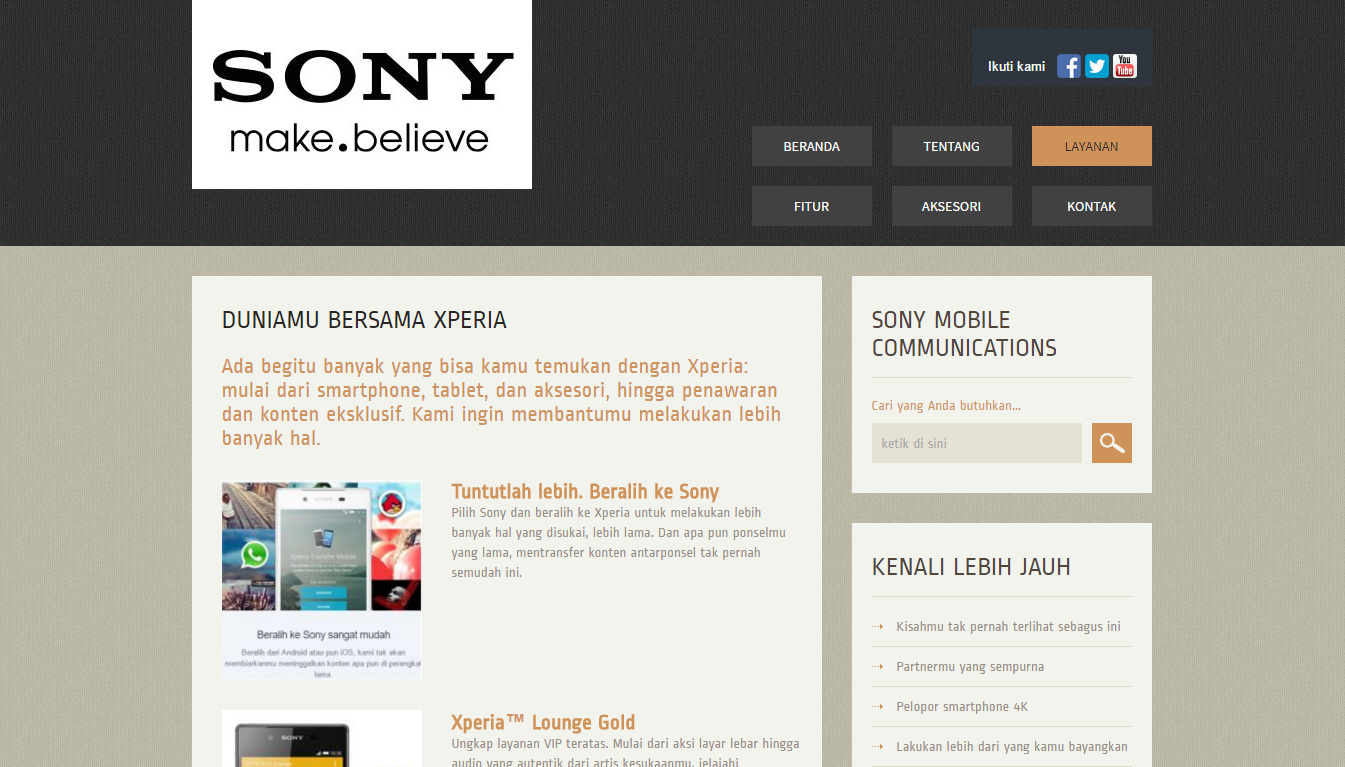 SONY
make.believe
Ikuti kami
You
Tube
BERANDA
TENTANG
LAYANAN
FITUR
AKSESORI
KONTAK
DUNIAMU BERSAMA XPERIA
Ada begitu banyak yang bisa kamu temukan dengan Xperia:
mulai dari smartphone, tablet, dan aksesori, hingga penawaran
dan konten eksklusif. Kami ingin membantumu melakukan lebih
banyak hal.
Xperia Transfer Mobile
Beralih ke Sony sangat mudah
Beralih dari Android atau pun iOS, kami tak akan
membiarkanmu meninggalkan konten apa pun di perangkat
lama
Tuntutlah lebih. Beralih ke Sony
Pilih Sony dan beralih ke Xperia untuk melakukan lebih
banyak hal yang disukai, lebih lama. Dan apa pun ponselmu
yang lama, mentransfer konten antarponsel tak pernah
semudah ini.
SONY
Xperia™ Lounge Gold
Ungkap layanan VIP teratas. Mulai dari aksi layar lebar hingga
audio yang autentik dari artis kesukaanmu, jelajahi
SONY MOBILE
COMMUNICATIONS
Cari yang Anda butuhkan...
ketik di sini
KENALI LEBIH JAUH
Kisahmu tak pernah terlihat sebagus ini
Partnermu yang sempurna
Pelopor smartphone 4K
Lakukan lebih dari yang kamu bayangkan